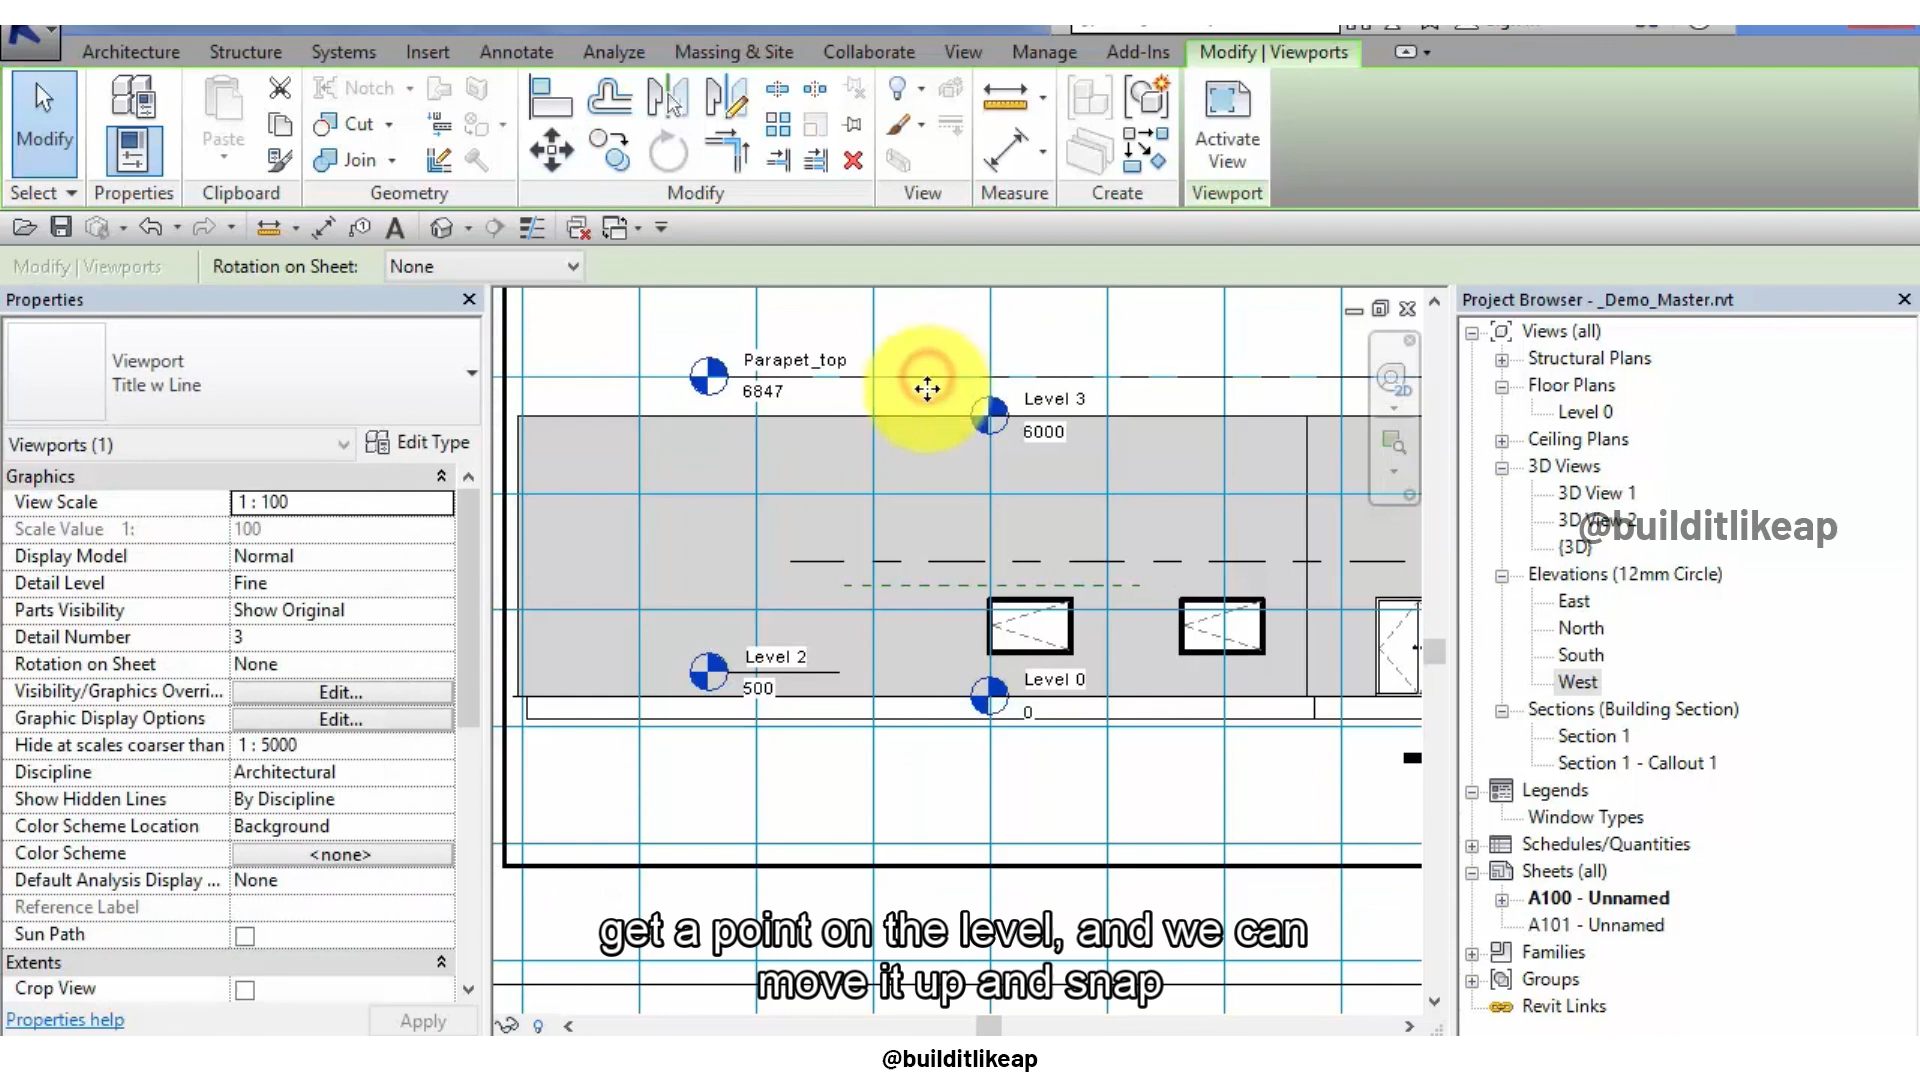 Architecture Structure Systems Insert Annotate Analyze Massing & Site Collaborate View Manage Add-Ins Modify | Viewports
Modify
Notch
Cut
Join
Paste
Activate
View
Select Properties Clipboard Geometry Modify View Measure Create Viewport
Modify | Viewports Rotation on Sheet: None
Properties
Viewport
Title w Line
Viewports (1) Edit Type
Graphics
View Scale 1 : 100
Scale Value 1: 100
Display Model Normal
Detail Level Fine
Parts Visibility Show Original
Detail Number 3
Rotation on Sheet None
Visibility/Graphics Overri... Edit...
Graphic Display Options Edit...
Hide at scales coarser than 1 : 5000
Discipline Architectural
Show Hidden Lines By Discipline
Color Scheme Location Background
Color Scheme <none>
Default Analysis Display ... None
Reference Label
Sun Path
Extents
Crop View
Properties help Apply
Parapet_top
6847
Level 3
6000
Level 2
500
Level 0
0
2D
Project Browser - _Demo_Master.rvt
Views (all)
Structural Plans
Floor Plans
Level 0
Ceiling Plans
3D Views
3D View 1
3D View 2
{3D}
@builditlikeap
Elevations (12mm Circle)
East
North
South
West
Sections (Building Section)
Section 1
Section 1 - Callout 1
Legends
Window Types
Schedules/Quantities
Sheets (all)
A100 - Unnamed
A101 - Unnamed
Families
Groups
Revit Links
get a point on the level, and we can
move it up and snap
@builditlikeap